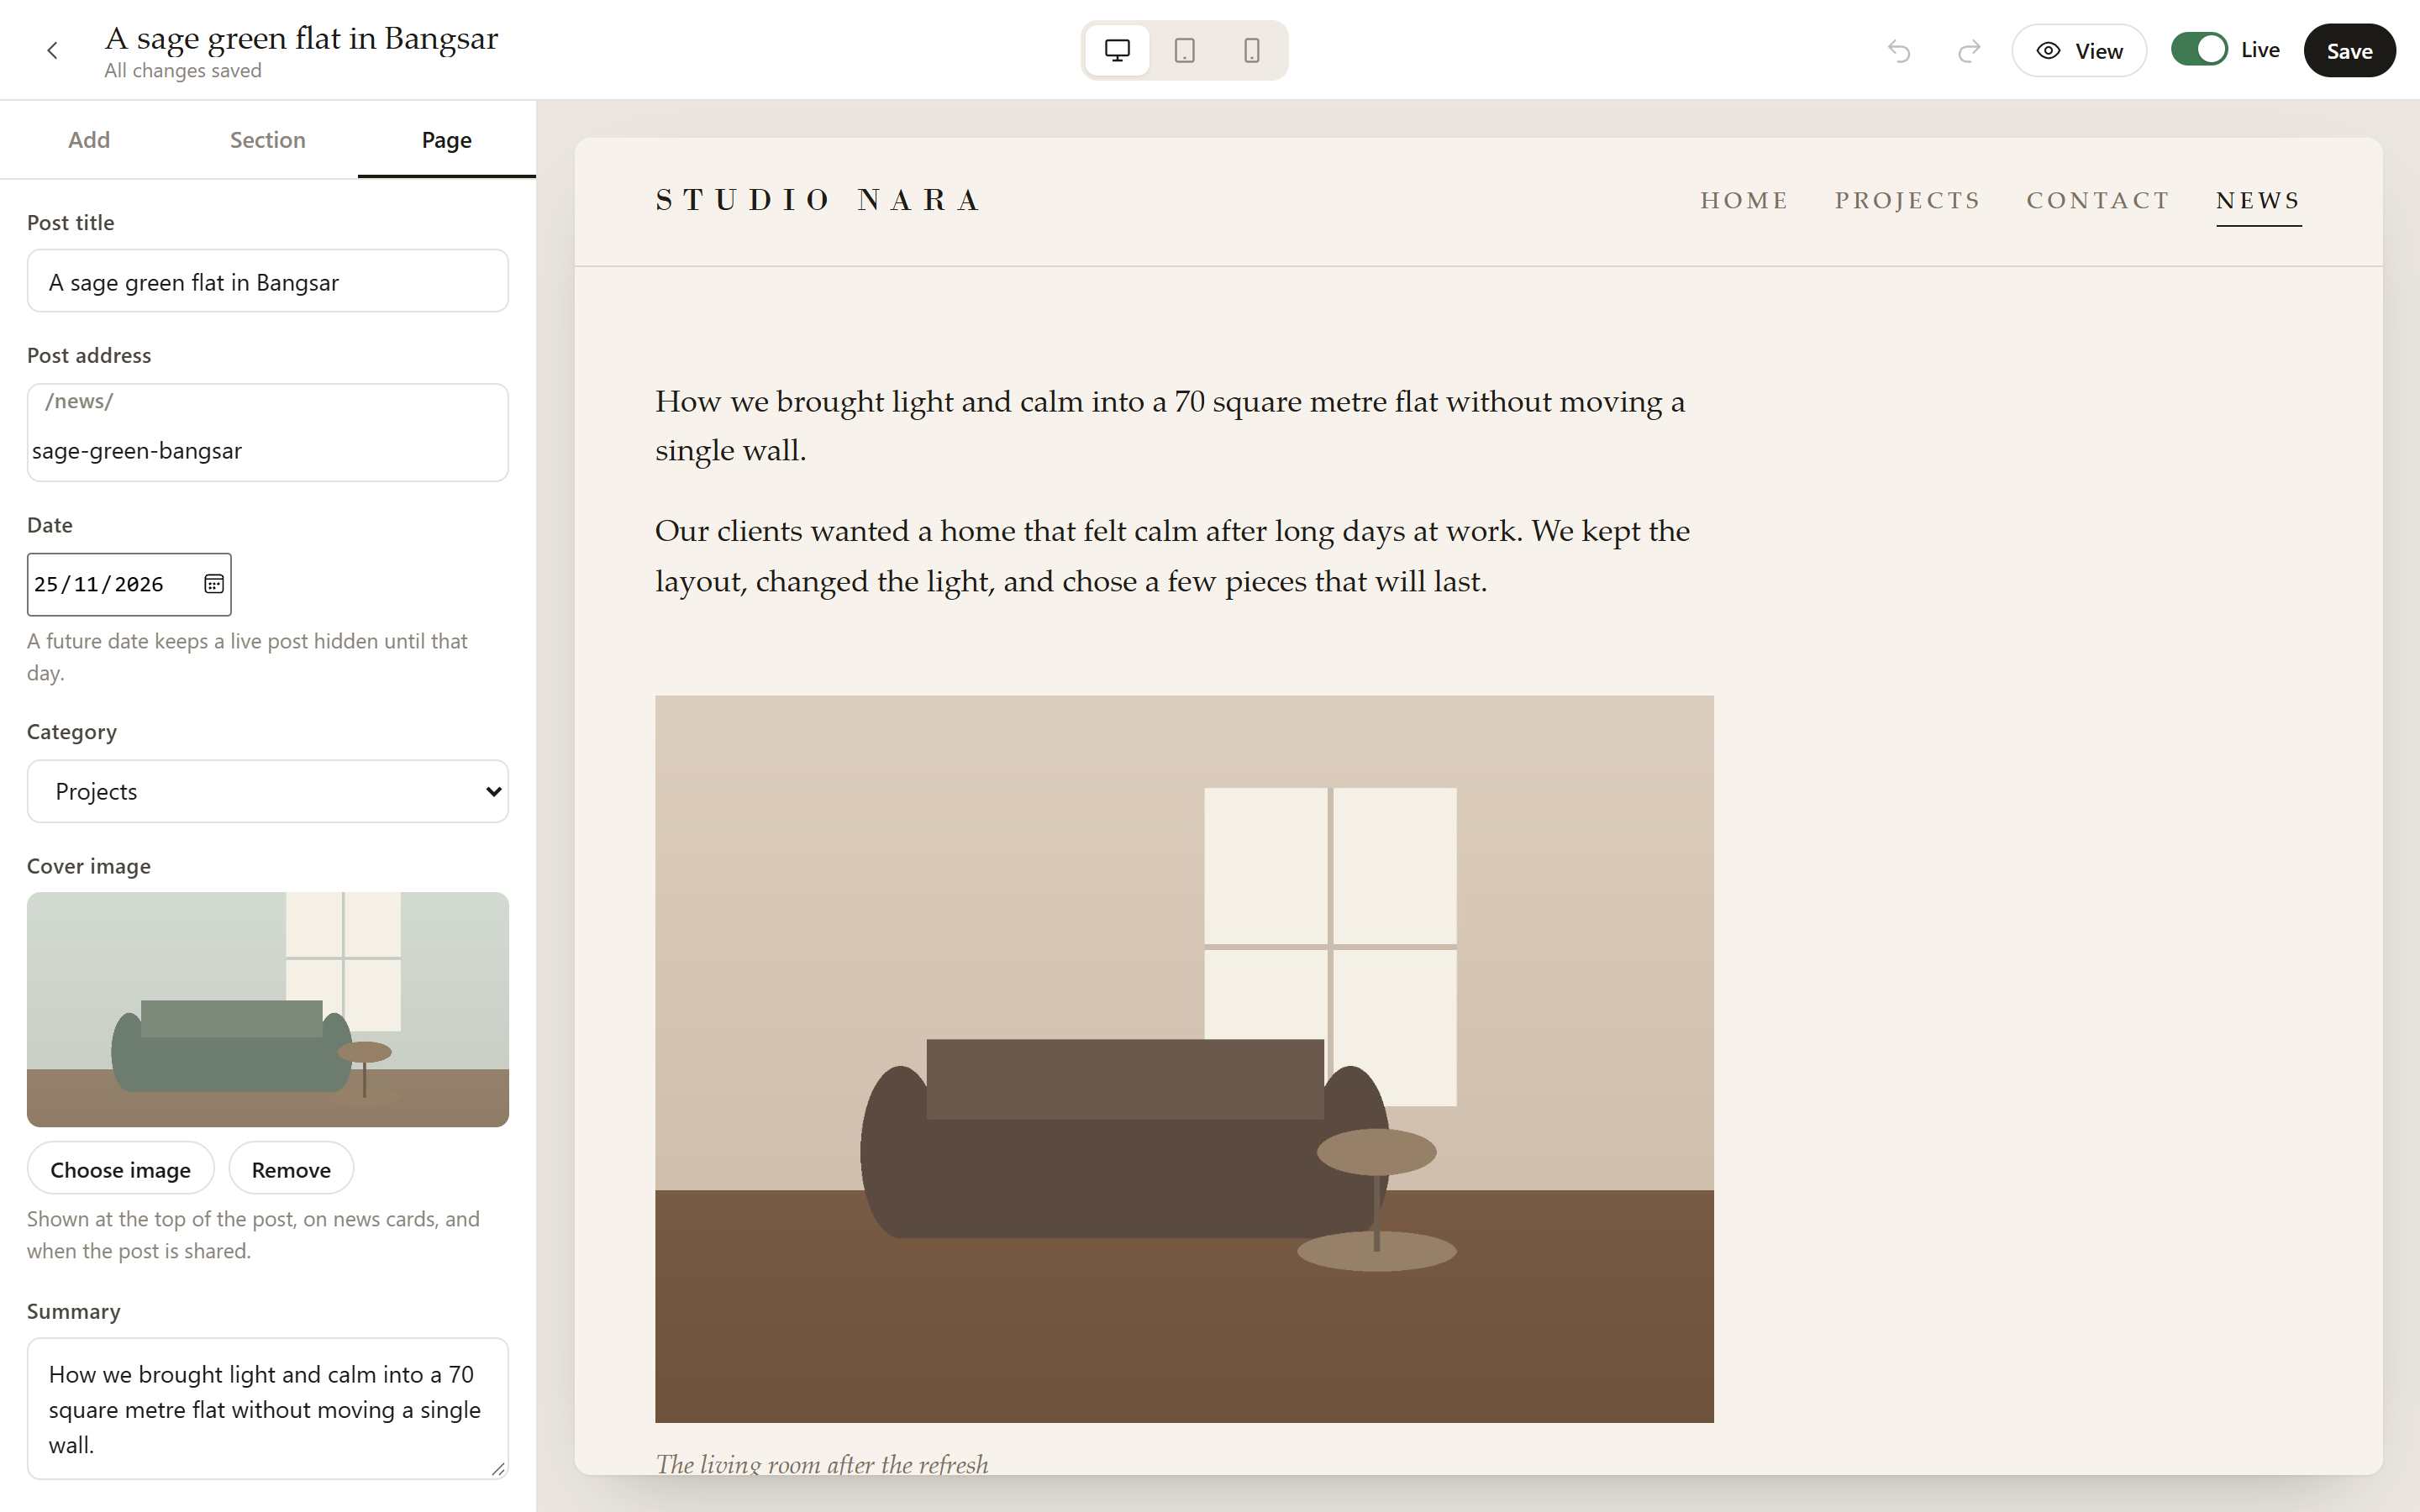 A sage green flat in Bangsar
All changes saved
View
Live
Save
Add
Section
Page
Post title
A sage green flat in Bangsar
Post address
/news/
sage-green-bangsar
Date
25/11/2026
A future date keeps a live post hidden until that
day.
Category
Projects
Cover image
Choose image
Remove
Shown at the top of the post, on news cards, and
when the post is shared.
Summary
How we brought light and calm into a 70
square metre flat without moving a single
wall.
STUDIO NARA
HOME
PROJECTS
CONTACT
NEWS
How we brought light and calm into a 70 square metre flat without moving a
single wall.
Our clients wanted a home that felt calm after long days at work. We kept the
layout, changed the light, and chose a few pieces that will last.
The living room after the refresh